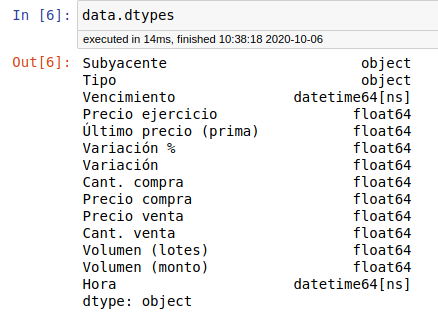 In [6]: data.dtypes
executed in 14ms, finished 10:38:18 2020-10-06
Out[6]: Subyacente object
Tipo object
Vencimiento datetime64[ns]
Precio ejercicio float64
Último precio (prima) float64
Variación % float64
Variación float64
Cant. compra float64
Precio compra float64
Precio venta float64
Cant. venta float64
Volumen (lotes) float64
Volumen (monto) float64
Hora datetime64[ns]
dtype: object